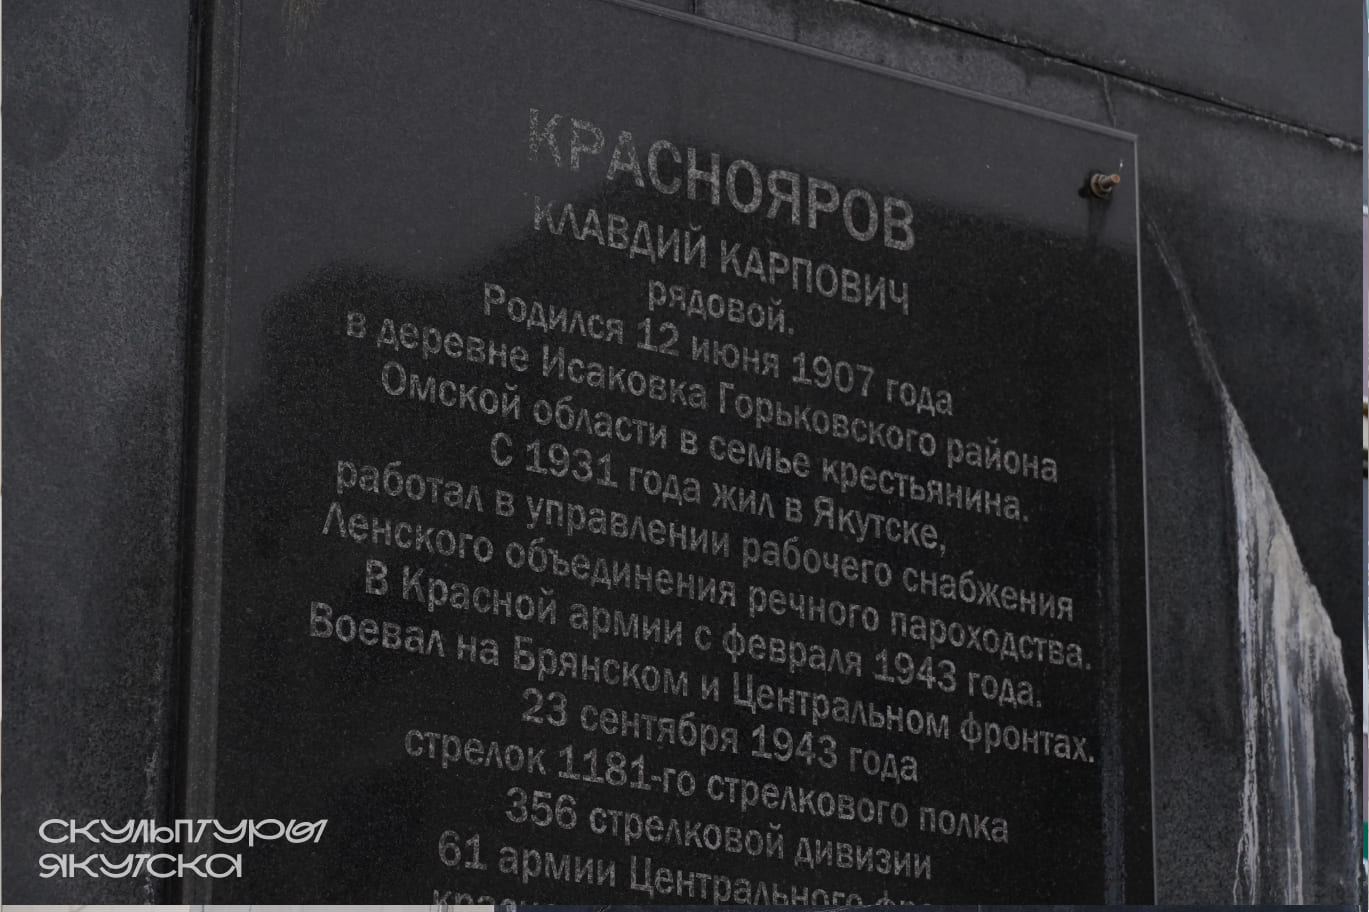 КРАСНОЯРОВ
КЛАВДИЙ КАРПОВИЧ
рядовой.
Родился 12 июня 1907 года
в деревне Исаковка Горьковского района
Омской области в семье крестьянина.
С 1931 года жил в Якутске,
работал в управлении рабочего снабжения
Ленского объединения речного пароходства.
В Красной армии с февраля 1943 года.
Воевал на Брянском и Центральном фронтах.
23 сентября 1943 года
стрелок 1181-го стрелкового полка
356 стрелковой дивизии
61 армии Центрального
СКУЛЬПТУРЫ
ЯКУТСКА